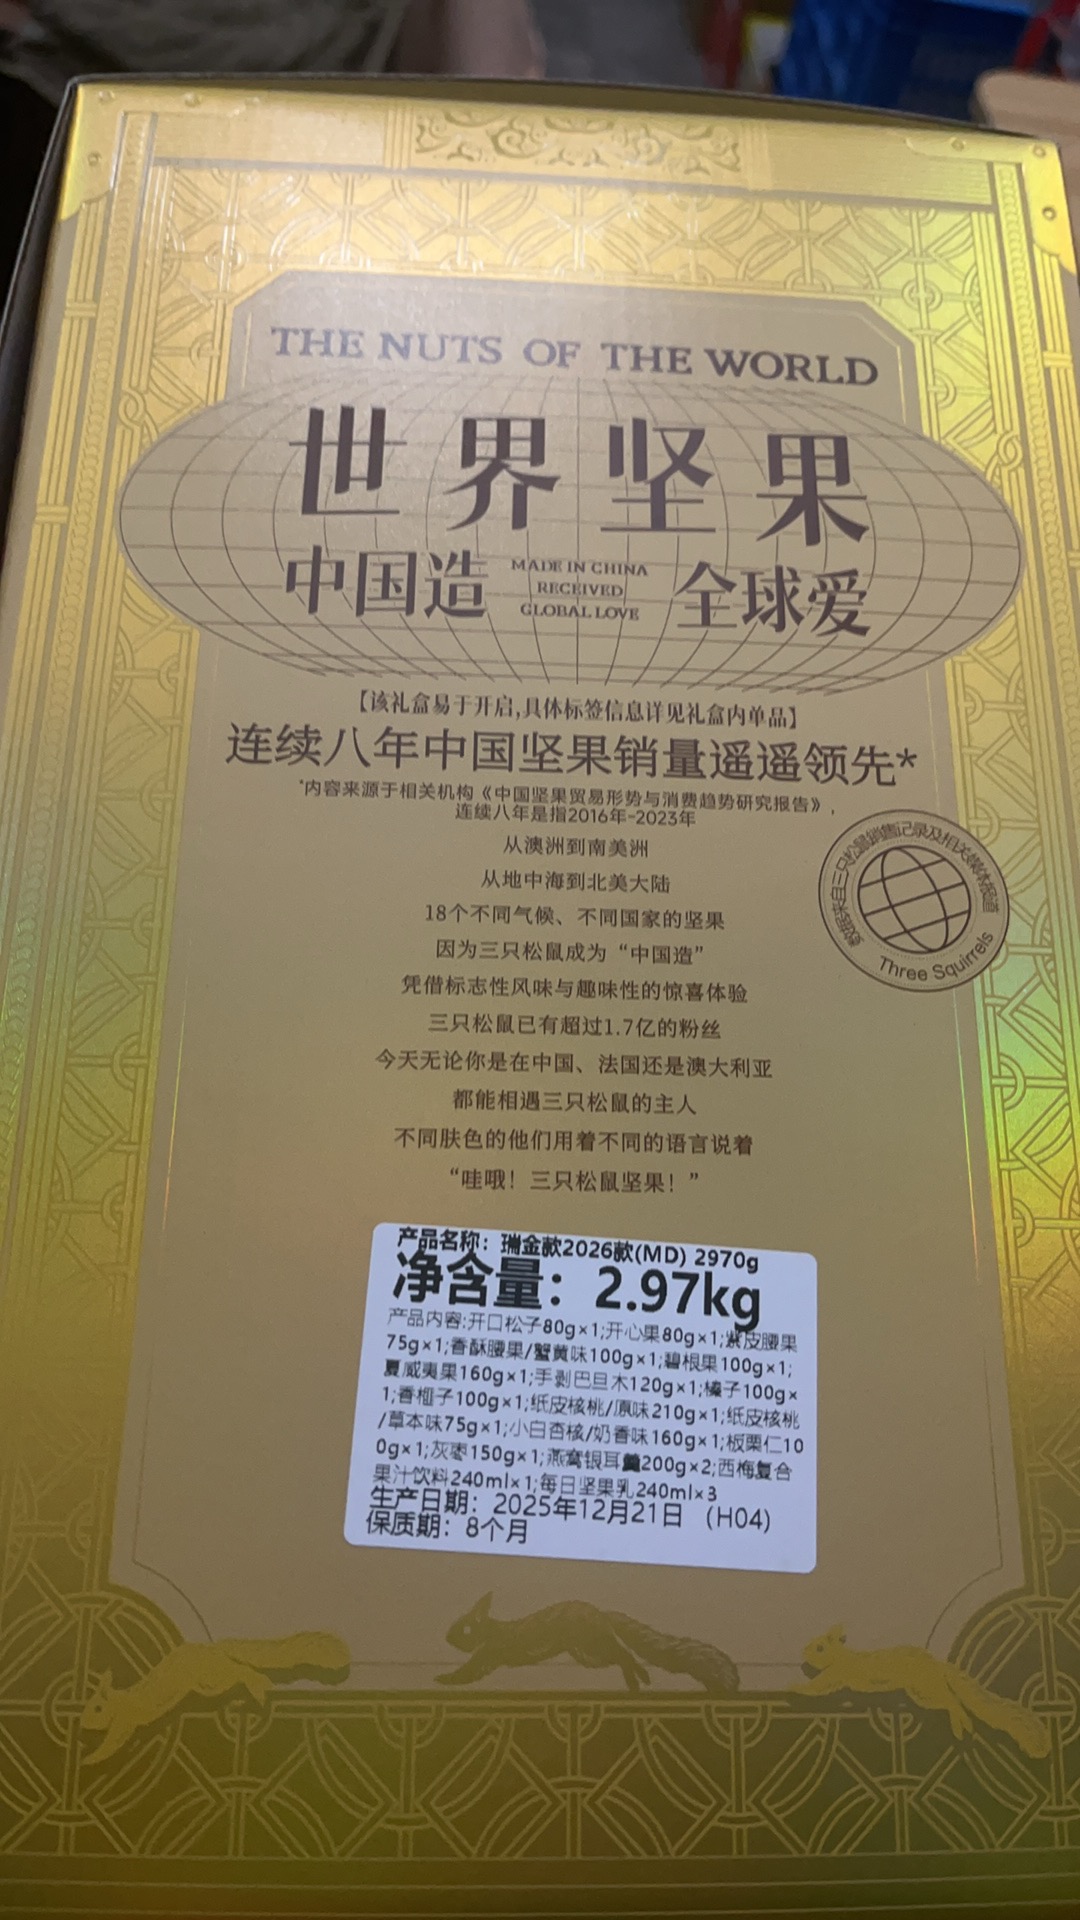 THE NUTS OF THE WORLD
世界坚果
中国造
MADE IN CHINA
RECEIVED
GLOBAL LOVE
全球爱
【该礼盒易于开启,具体标签信息详见礼盒内单品】
连续八年中国坚果销量遥遥领先*
*内容来源于相关机构《中国坚果贸易形势与消费趋势研究报告》,
连续八年是指2016年-2023年
从澳洲到南美洲
从地中海到北美大陆
18个不同气候、不同国家的坚果
因为三只松鼠成为“中国造”
凭借标志性风味与趣味性的惊喜体验
三只松鼠已有超过1.7亿的粉丝
今天无论你是在中国、法国还是澳大利亚
都能相遇三只松鼠的主人
不同肤色的他们用着不同的语言说着
“哇哦！三只松鼠坚果！”
数据来自三只松鼠销售记录及相关媒体报道
Three Squirrels
产品名称：瑞金款2026款(MD) 2970g
净含量：2.97kg
产品内容:开口松子80g×1;开心果80g×1;紫皮腰果
75g×1;香酥腰果/蟹黄味100g×1;碧根果100g×1;
夏威夷果160g×1;手剥巴旦木120g×1;榛子100g×
1;香榧子100g×1;纸皮核桃/原味210g×1;纸皮核桃
/草本味75g×1;小白杏核/奶香味160g×1;板栗仁10
0g×1;灰枣150g×1;燕窝银耳羹200g×2;西梅复合
果汁饮料240ml×1;每日坚果乳240ml×3
生产日期：2025年12月21日 (H04)
保质期：8个月